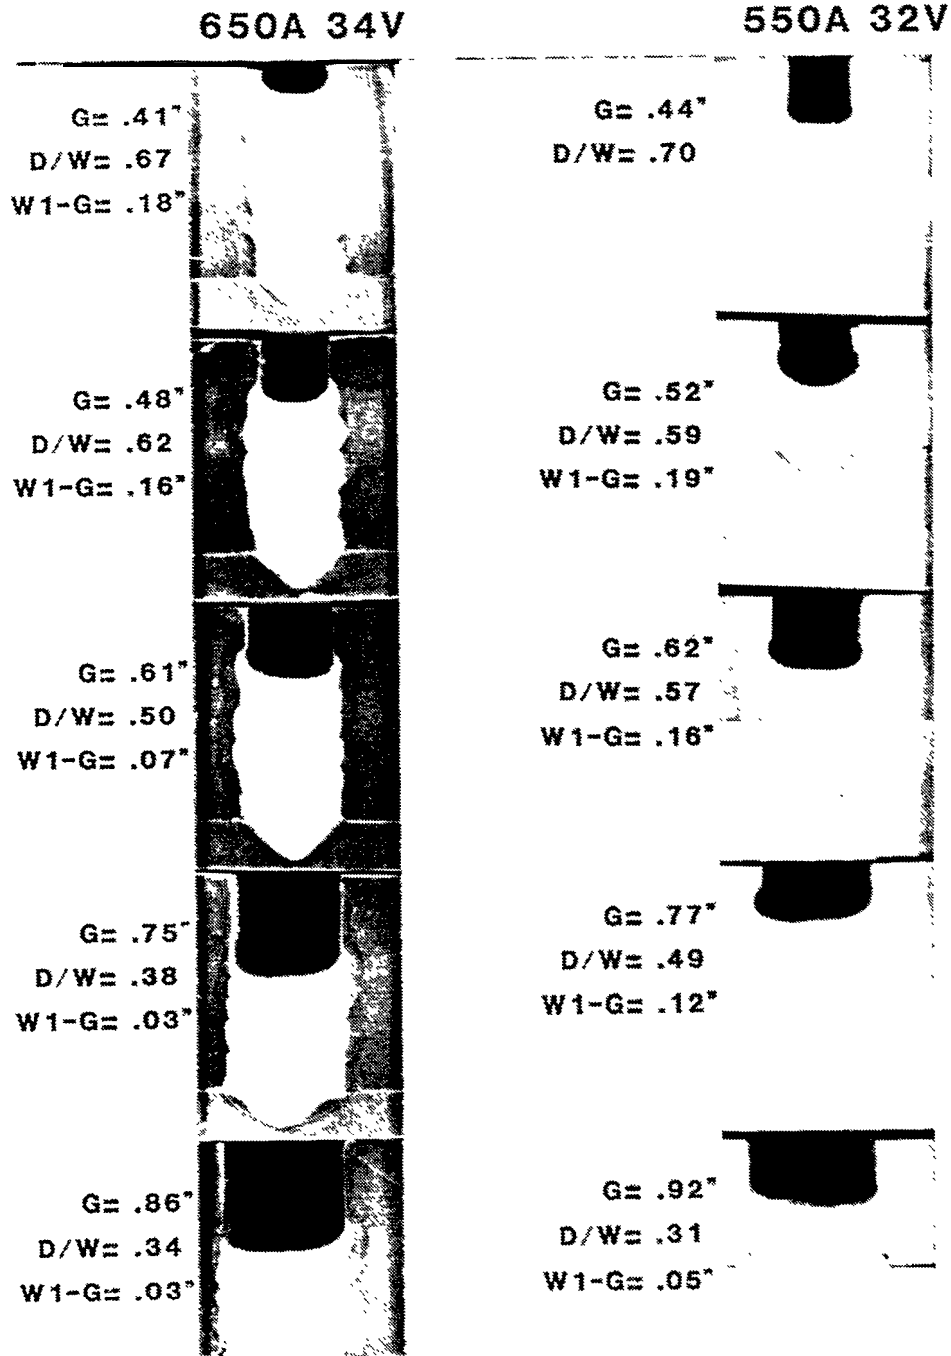 650A 34V
G= .41"
D/W= .67
W1-G= .18"
G= .48"
D/W= .62
W1-G= .16"
G= .61"
D/W= .50
W1-G= .07"
G= .75"
D/W= .38
W1-G= .03"
G= .86"
D/W= .34
W1-G= .03"
550A 32V
G= .44"
D/W= .70
G= .52"
D/W= .59
W1-G= .19"
G= .62"
D/W= .57
W1-G= .16"
G= .77"
D/W= .49
W1-G= .12"
G= .92"
D/W= .31
W1-G= .05"